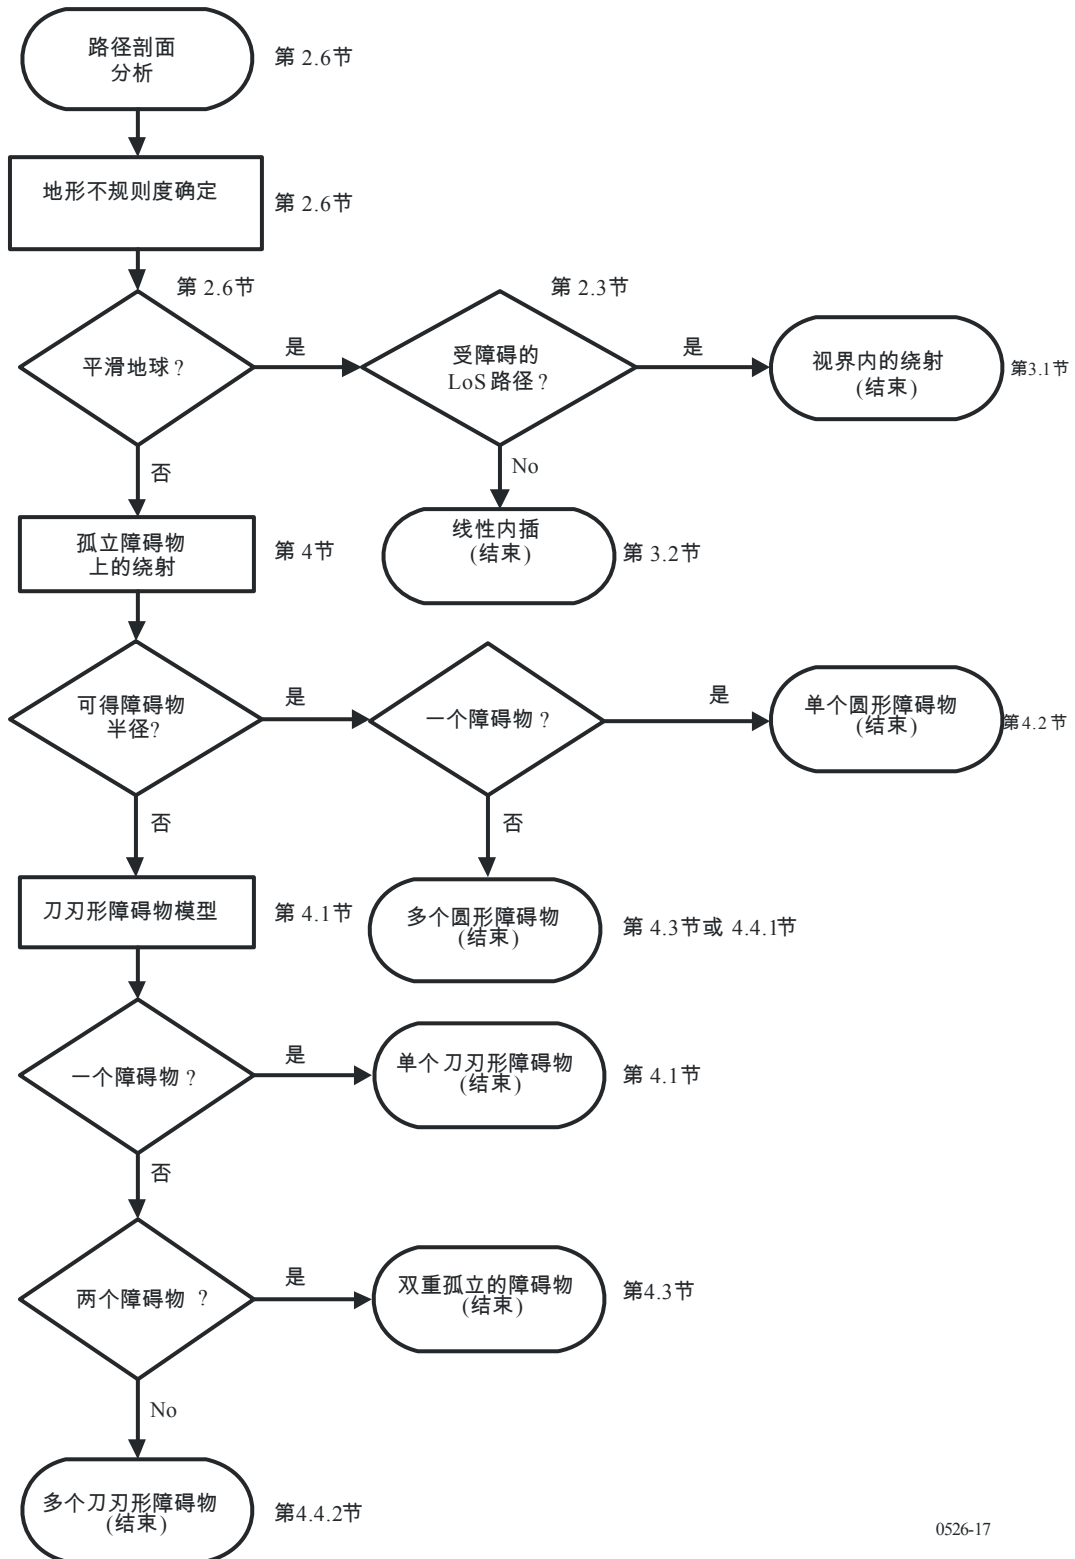 路径剖面
分析
第 2.6节
地形不规则度确定
第 2.6节
第 2.6节
第 2.3节
平滑地球?
是
受障碍的
LoS 路径?
是
视界内的绕射
(结束)
第3.1节
否
No
孤立障碍物
上的绕射
第 4节
线性内插
(结束)
第 3.2节
可得障碍物
半径?
是
一个障碍物?
是
单个圆形障碍物
(结束)
第4.2节
否
否
刀刃形障碍物模型
第 4.1节
多个圆形障碍物
(结束)
第 4.3节或 4.4.1节
一个障碍物?
是
单个刀刃形障碍物
(结束)
第 4.1节
否
两个障碍物 ?
是
双重孤立的障碍物
(结束)
第4.3节
No
多个刀刃形障碍物
(结束)
第4.4.2节
0526-17